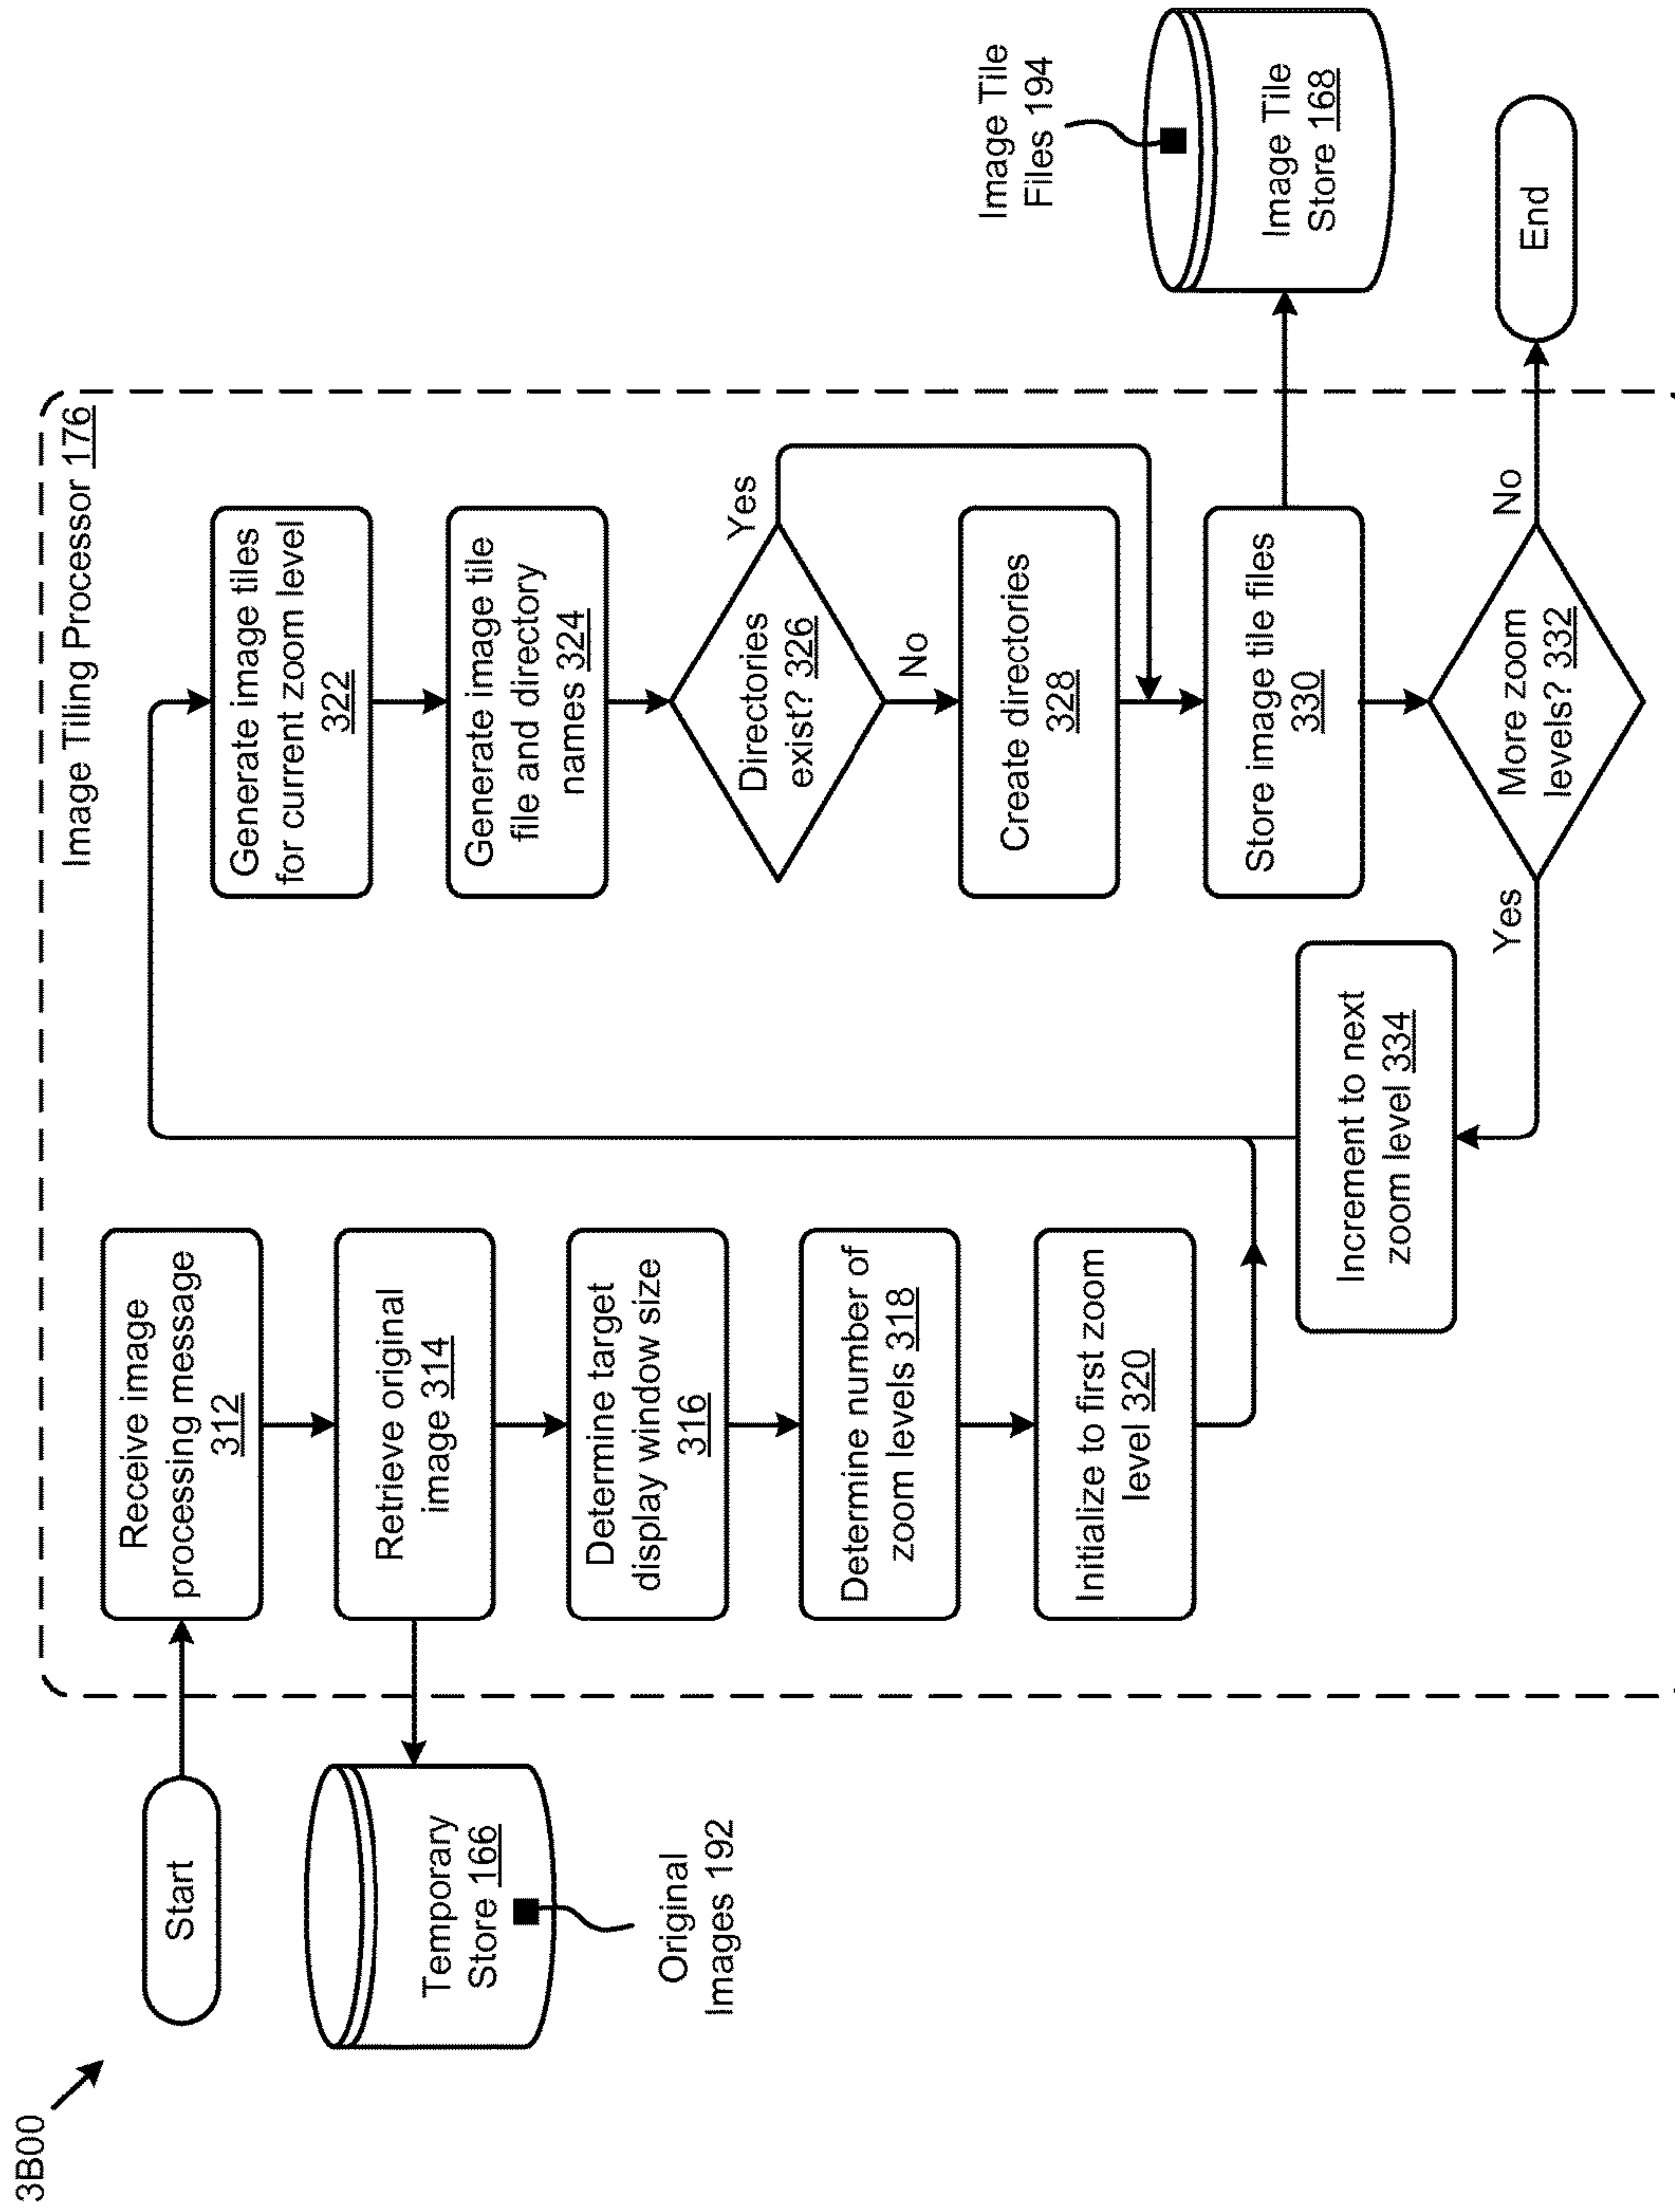 3B00
Start
Temporary
Store 166
Original
Images 192
Image Tiling Processor 176
Receive image
processing message
312
Retrieve original
image 314
Determine target
display window size
316
Determine number of
zoom levels 318
Initialize to first zoom
level 320
Generate image tiles
for current zoom level
322
Generate image tile
file and directory
names 324
Directories
exist? 326
Yes
No
Create directories
328
Store image tile files
330
More zoom
levels? 332
Yes
No
Increment to next
zoom level 334
Image Tile
Files 194
Image Tile
Store 168
End